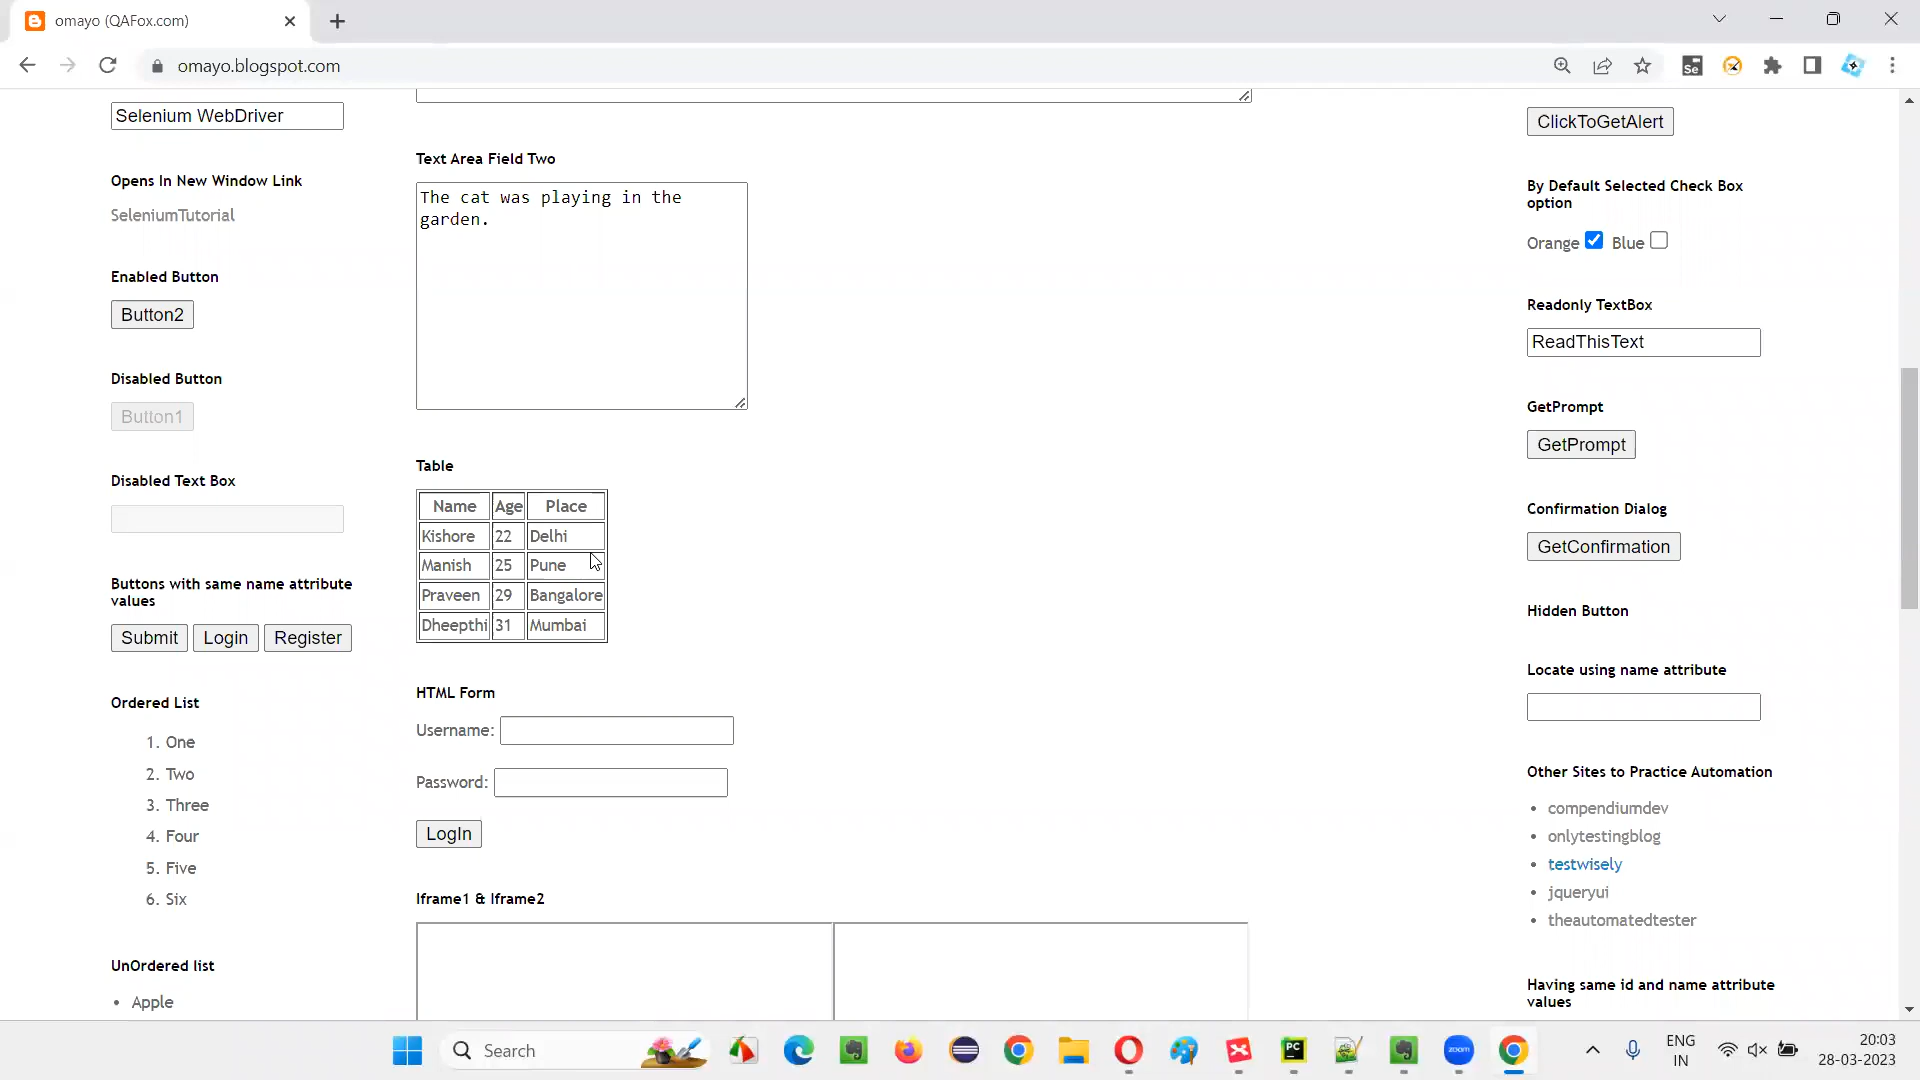 omayo (QAFox.com)
omayo.blogspot.com
Selenium WebDriver
Opens In New Window Link
SeleniumTutorial
Enabled Button
Button2
Disabled Button
Button1
Disabled Text Box
Buttons with same name attribute
values
Submit Login Register
Ordered List
1. One
2. Two
3. Three
4. Four
5. Five
6. Six
UnOrdered list
• Apple
Text Area Field Two
The cat was playing in the
garden.
Table
Name Age Place
Kishore 22 Delhi
Manish 25 Pune
Praveen 29 Bangalore
Dheepthi 31 Mumbai
HTML Form
Username:
Password:
LogIn
Iframe1 & Iframe2
ClickToGetAlert
By Default Selected Check Box
option
Orange Blue
Readonly TextBox
ReadThisText
GetPrompt
GetPrompt
Confirmation Dialog
GetConfirmation
Hidden Button
Locate using name attribute
Other Sites to Practice Automation
• compendiumdev
• onlytestingblog
• testwisely
• jqueryui
• theautomatedtester
Having same id and name attribute
values
Search
Se
PC
zoom
ENG
IN
20:03
28-03-2023